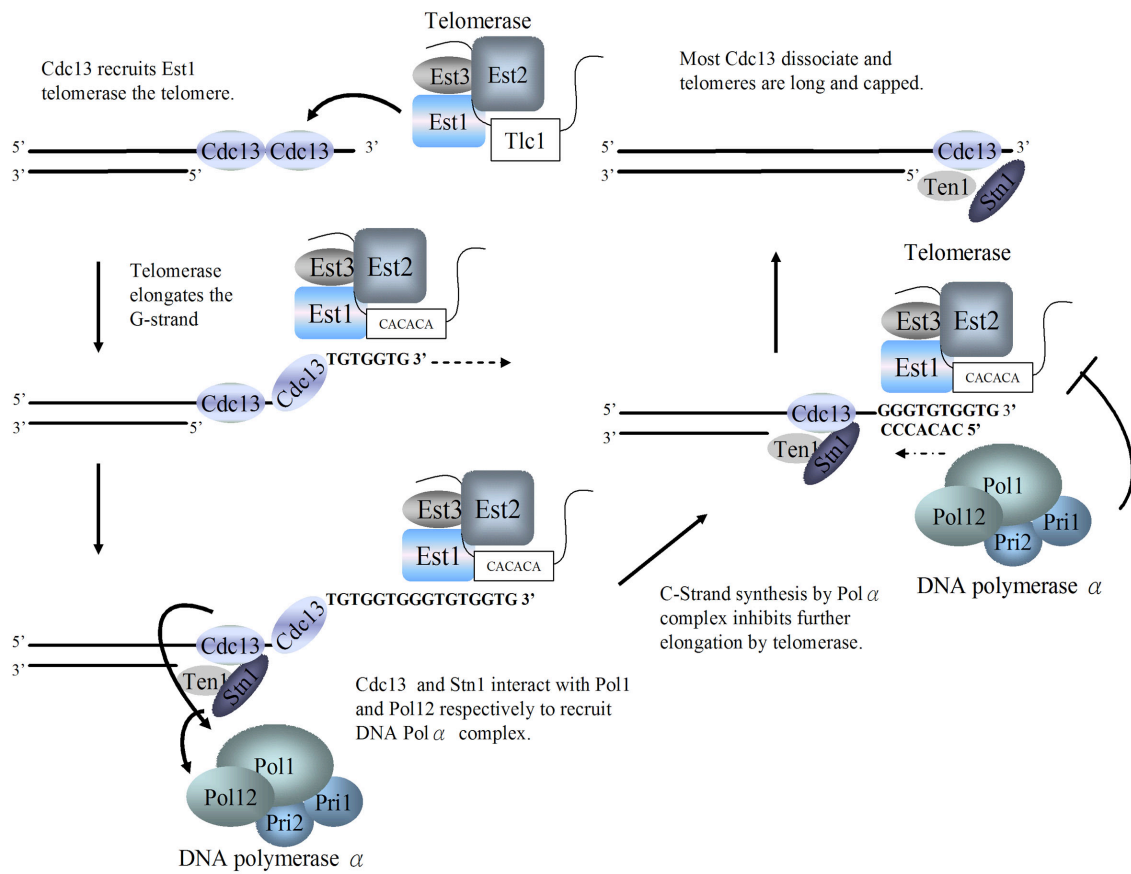 Telomerase
Cdc13 recruits Est1
telomerase the telomere.
Est3
Est2
Est1
Tlc1
5’
Cdc13
Cdc13
3’
3’
5’
Telomerase
elongates the
G-strand
Est3
Est2
Est1
CACACA
TGTGGTG 3’
Cdc13
Cdc13
5’
3’
5’
Est3
Est2
Est1
CACACA
TGTGGTGGGTGTGGTG 3’
Cdc13
Cdc13
5’
3’
Ten1
Stn1
Cdc13 and Stn1 interact with Pol1
and Pol12 respectively to recruit
DNA Pol α complex.
Pol1
Pol12
Pri1
Pri2
DNA polymerase α
Most Cdc13 dissociate and
telomeres are long and capped.
5’
Cdc13
3’
3’
5’
Ten1
Stn1
Telomerase
Est3
Est2
Est1
CACACA
5’
Cdc13
GGGTGTGGTG 3’
CCCACAC 5’
3’
Ten1
Stn1
Pol1
Pol12
Pri1
Pri2
DNA polymerase α
C-Strand synthesis by Pol α
complex inhibits further
elongation by telomerase.